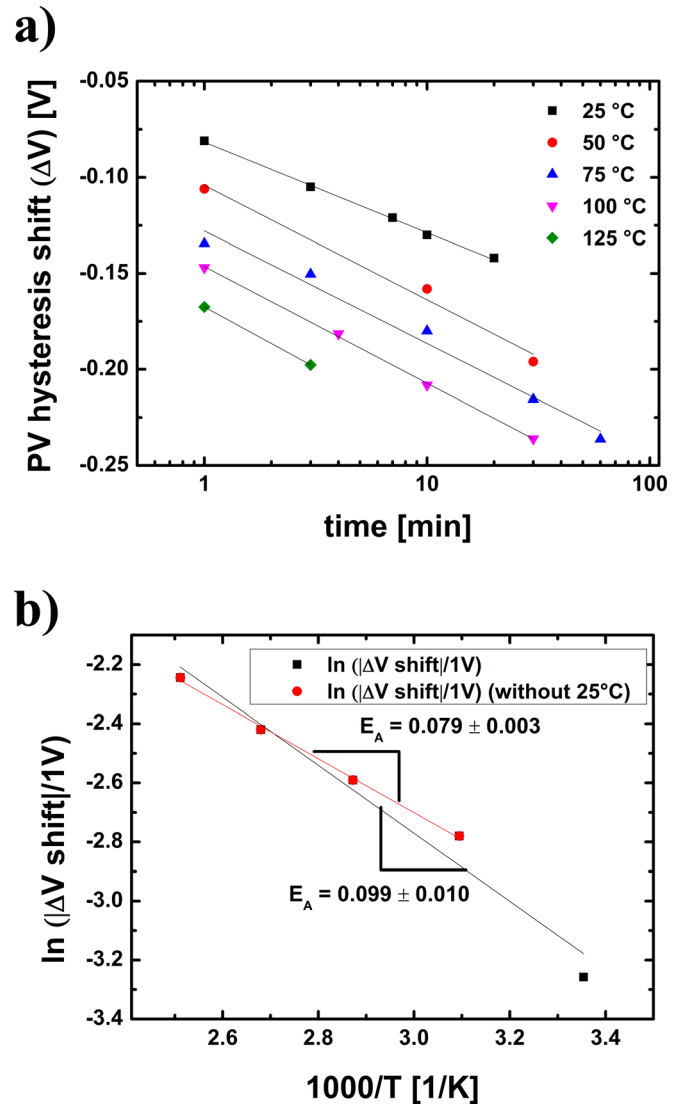 a)
PV hysteresis shift (ΔV) [V]
-0.05
-0.10
-0.15
-0.20
-0.25
25 °C
50 °C
75 °C
100 °C
125 °C
1
10
100
time [min]
b)
ln (|ΔV shift|/1V)
-2.2
-2.4
-2.6
-2.8
-3.0
-3.2
-3.4
ln (|ΔV shift|/1V)
ln (|ΔV shift|/1V) (without 25°C)
E_A = 0.079 ± 0.003
E_A = 0.099 ± 0.010
2.6
2.8
3.0
3.2
3.4
1000/T [1/K]